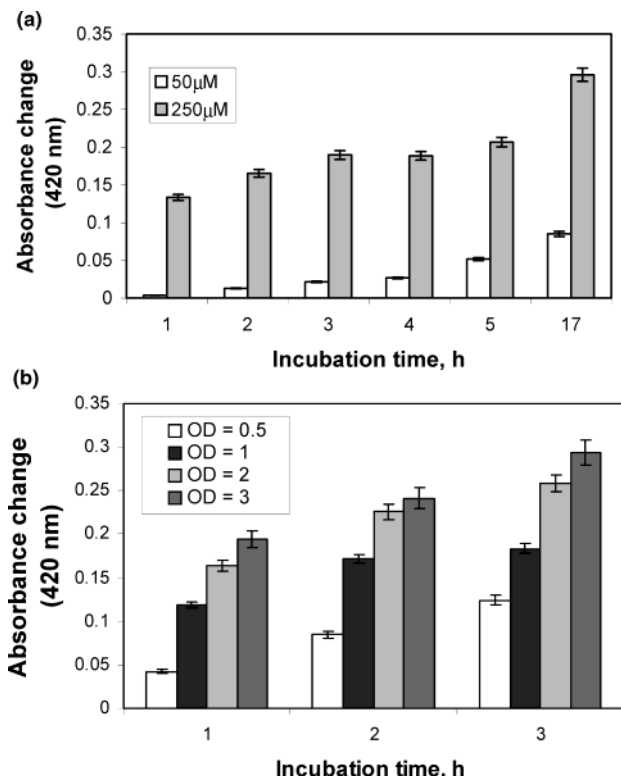 (a)
0.35
0.3
0.25
0.2
0.15
0.1
0.05
0
Absorbance change
(420 nm)
50µM
250µM
1 2 3 4 5 17
Incubation time, h
(b)
0.35
0.3
0.25
0.2
0.15
0.1
0.05
0
Absorbance change
(420 nm)
OD = 0.5
OD = 1
OD = 2
OD = 3
1 2 3
Incubation time, h